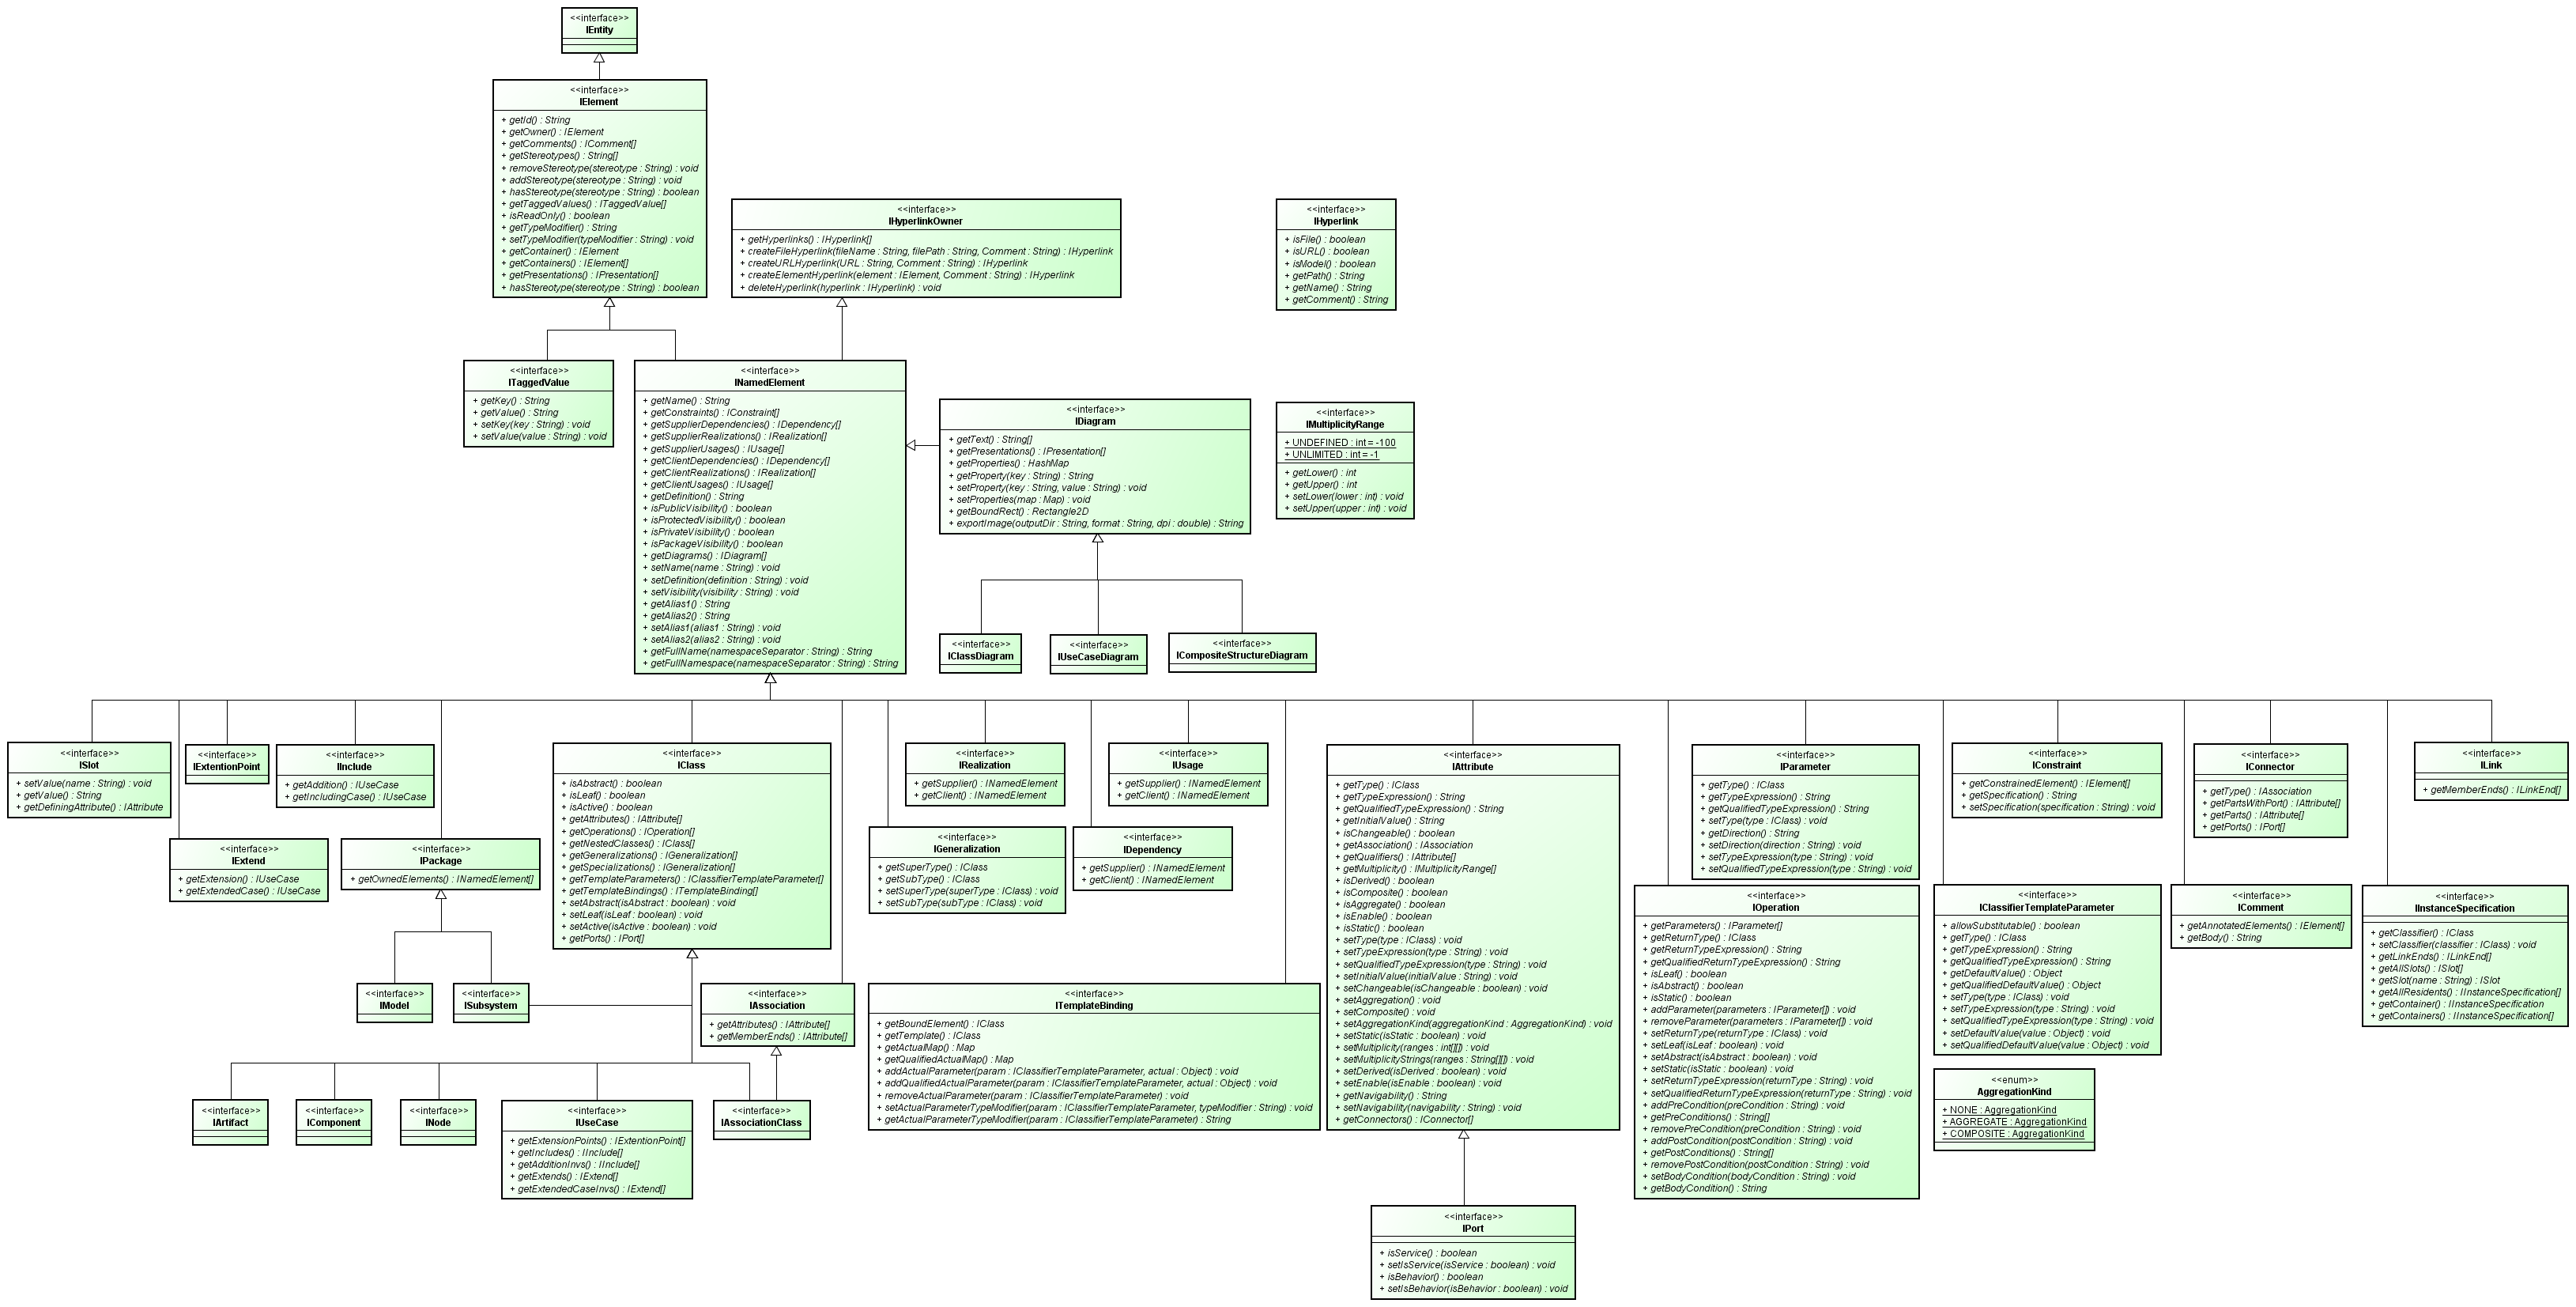 <<interface>>
IEntity
<<interface>>
IElement
+ getId() : String
+ getOwner() : IElement
+ getComments() : IComment[]
+ getStereotypes() : String[]
+ removeStereotype(stereotype : String) : void
+ addStereotype(stereotype : String) : void
+ hasStereotype(stereotype : String) : boolean
+ getTaggedValues() : ITaggedValue[]
+ isReadOnly() : boolean
+ getTypeModifier() : String
+ setTypeModifier(typeModifier : String) : void
+ getContainer() : IElement
+ getContainers() : IElement[]
+ getPresentations() : IPresentation[]
+ hasStereotype(stereotype : String) : boolean
<<interface>>
IHyperlinkOwner
+ getHyperlinks() : IHyperlink[]
+ createFileHyperlink(fileName : String, filePath : String, Comment : String) : IHyperlink
+ createURLHyperlink(URL : String, Comment : String) : IHyperlink
+ createElementHyperlink(element : IElement, Comment : String) : IHyperlink
+ deleteHyperlink(hyperlink : IHyperlink) : void
<<interface>>
IHyperlink
+ isFile() : boolean
+ isURL() : boolean
+ isModel() : boolean
+ getPath() : String
+ getName() : String
+ getComment() : String
<<interface>>
ITaggedValue
+ getKey() : String
+ getValue() : String
+ setKey(key : String) : void
+ setValue(value : String) : void
<<interface>>
INamedElement
+ getName() : String
+ getConstraints() : IConstraint[]
+ getSupplierDependencies() : IDependency[]
+ getSupplierRealizations() : IRealization[]
+ getSupplierUsages() : IUsage[]
+ getClientDependencies() : IDependency[]
+ getClientRealizations() : IRealization[]
+ getClientUsages() : IUsage[]
+ getDefinition() : String
+ isPublicVisibility() : boolean
+ isProtectedVisibility() : boolean
+ isPrivateVisibility() : boolean
+ isPackageVisibility() : boolean
+ getDiagrams() : IDiagram[]
+ setName(name : String) : void
+ setDefinition(definition : String) : void
+ setVisibility(visibility : String) : void
+ getAlias1() : String
+ getAlias2() : String
+ setAlias1(alias1 : String) : void
+ setAlias2(alias2 : String) : void
+ getFullName(namespaceSeparator : String) : String
+ getFullNamespace(namespaceSeparator : String) : String
<<interface>>
IDiagram
+ getText() : String[]
+ getPresentations() : IPresentation[]
+ getProperties() : HashMap
+ getProperty(key : String) : String
+ setProperty(key : String, value : String) : void
+ setProperties(map : Map) : void
+ getBoundRect() : Rectangle2D
+ exportImage(outputDir : String, format : String, dpi : double) : String
<<interface>>
IMultiplicityRange
+ UNDEFINED : int = -100
+ UNLIMITED : int = -1
+ getLower() : int
+ getUpper() : int
+ setLower(lower : int) : void
+ setUpper(upper : int) : void
<<interface>>
IClassDiagram
<<interface>>
IUseCaseDiagram
<<interface>>
ICompositeStructureDiagram
<<interface>>
ISlot
+ setValue(name : String) : void
+ getValue() : String
+ getDefiningAttribute() : IAttribute
<<interface>>
IExtentionPoint
<<interface>>
IInclude
+ getAddition() : IUseCase
+ getIncludingCase() : IUseCase
<<interface>>
IExtend
+ getExtension() : IUseCase
+ getExtendedCase() : IUseCase
<<interface>>
IPackage
+ getOwnedElements() : INamedElement[]
<<interface>>
IClass
+ isAbstract() : boolean
+ isLeaf() : boolean
+ isActive() : boolean
+ getAttributes() : IAttribute[]
+ getOperations() : IOperation[]
+ getNestedClasses() : IClass[]
+ getGeneralizations() : IGeneralization[]
+ getSpecializations() : IGeneralization[]
+ getTemplateParameters() : IClassifierTemplateParameter[]
+ getTemplateBindings() : ITemplateBinding[]
+ setAbstract(isAbstract : boolean) : void
+ setLeaf(isLeaf : boolean) : void
+ setActive(isActive : boolean) : void
+ getPorts() : IPort[]
<<interface>>
IRealization
+ getSupplier() : INamedElement
+ getClient() : INamedElement
<<interface>>
IUsage
+ getSupplier() : INamedElement
+ getClient() : INamedElement
<<interface>>
IGeneralization
+ getSuperType() : IClass
+ getSubType() : IClass
+ setSuperType(superType : IClass) : void
+ setSubType(subType : IClass) : void
<<interface>>
IDependency
+ getSupplier() : INamedElement
+ getClient() : INamedElement
<<interface>>
IAttribute
+ getType() : IClass
+ getTypeExpression() : String
+ getQualifiedTypeExpression() : String
+ getInitialValue() : String
+ isChangeable() : boolean
+ getAssociation() : IAssociation
+ getQualifiers() : IAttribute[]
+ getMultiplicity() : IMultiplicityRange[]
+ isDerived() : boolean
+ isComposite() : boolean
+ isAggregate() : boolean
+ isEnable() : boolean
+ isStatic() : boolean
+ setType(type : IClass) : void
+ setTypeExpression(type : String) : void
+ setQualifiedTypeExpression(type : String) : void
+ setInitialValue(initialValue : String) : void
+ setChangeable(isChangeable : boolean) : void
+ setAggregation() : void
+ setComposite() : void
+ setAggregationKind(aggregationKind : AggregationKind) : void
+ setStatic(isStatic : boolean) : void
+ setMultiplicity(ranges : int[][]) : void
+ setMultiplicityStrings(ranges : String[][]) : void
+ setDerived(isDerived : boolean) : void
+ setEnable(isEnable : boolean) : void
+ getNavigability() : String
+ setNavigability(navigability : String) : void
+ getConnectors() : IConnector[]
<<interface>>
IParameter
+ getType() : IClass
+ getTypeExpression() : String
+ getQualifiedTypeExpression() : String
+ setType(type : IClass) : void
+ getDirection() : String
+ setDirection(direction : String) : void
+ setTypeExpression(type : String) : void
+ setQualifiedTypeExpression(type : String) : void
<<interface>>
IConstraint
+ getConstrainedElement() : IElement[]
+ getSpecification() : String
+ setSpecification(specification : String) : void
<<interface>>
IConnector
+ getType() : IAssociation
+ getPartsWithPort() : IAttribute[]
+ getParts() : IAttribute[]
+ getPorts() : IPort[]
<<interface>>
ILink
+ getMemberEnds() : ILinkEnd[]
<<interface>>
IOperation
+ getParameters() : IParameter[]
+ getReturnType() : IClass
+ getReturnTypeExpression() : String
+ getQualifiedReturnTypeExpression() : String
+ isLeaf() : boolean
+ isAbstract() : boolean
+ isStatic() : boolean
+ addParameter(parameters : IParameter[]) : void
+ removeParameter(parameters : IParameter[]) : void
+ setReturnType(returnType : IClass) : void
+ setLeaf(isLeaf : boolean) : void
+ setAbstract(isAbstract : boolean) : void
+ setStatic(isStatic : boolean) : void
+ setReturnTypeExpression(returnType : String) : void
+ setQualifiedReturnTypeExpression(returnType : String) : void
+ addPreCondition(preCondition : String) : void
+ getPreConditions() : String[]
+ removePreCondition(preCondition : String) : void
+ addPostCondition(postCondition : String) : void
+ getPostConditions() : String[]
+ removePostCondition(postCondition : String) : void
+ setBodyCondition(bodyCondition : String) : void
+ getBodyCondition() : String
<<interface>>
IClassifierTemplateParameter
+ allowSubstitutable() : boolean
+ getType() : IClass
+ getTypeExpression() : String
+ getQualifiedTypeExpression() : String
+ getDefaultValue() : Object
+ getQualifiedDefaultValue() : Object
+ setType(type : IClass) : void
+ setTypeExpression(type : String) : void
+ setQualifiedTypeExpression(type : String) : void
+ setDefaultValue(value : Object) : void
+ setQualifiedDefaultValue(value : Object) : void
<<interface>>
IComment
+ getAnnotatedElements() : IElement[]
+ getBody() : String
<<interface>>
IInstanceSpecification
+ getClassifier() : IClass
+ setClassifier(classifier : IClass) : void
+ getLinkEnds() : ILinkEnd[]
+ getAllSlots() : ISlot[]
+ getSlot(name : String) : ISlot
+ getAllResidents() : IInstanceSpecification[]
+ getContainer() : IInstanceSpecification
+ getContainers() : IInstanceSpecification[]
<<interface>>
IModel
<<interface>>
ISubsystem
<<interface>>
IAssociation
+ getAttributes() : IAttribute[]
+ getMemberEnds() : IAttribute[]
<<interface>>
ITemplateBinding
+ getBoundElement() : IClass
+ getTemplate() : IClass
+ getActualMap() : Map
+ getQualifiedActualMap() : Map
+ addActualParameter(param : IClassifierTemplateParameter, actual : Object) : void
+ addQualifiedActualParameter(param : IClassifierTemplateParameter, actual : Object) : void
+ removeActualParameter(param : IClassifierTemplateParameter) : void
+ setActualParameterTypeModifier(param : IClassifierTemplateParameter, typeModifier : String) : void
+ getActualParameterTypeModifier(param : IClassifierTemplateParameter) : String
<<enum>>
AggregationKind
+ NONE : AggregationKind
+ AGGREGATE : AggregationKind
+ COMPOSITE : AggregationKind
<<interface>>
IArtifact
<<interface>>
IComponent
<<interface>>
INode
<<interface>>
IUseCase
+ getExtensionPoints() : IExtentionPoint[]
+ getIncludes() : IInclude[]
+ getAdditionInvs() : IInclude[]
+ getExtends() : IExtend[]
+ getExtendedCaseInvs() : IExtend[]
<<interface>>
IAssociationClass
<<interface>>
IPort
+ isService() : boolean
+ setIsService(isService : boolean) : void
+ isBehavior() : boolean
+ setIsBehavior(isBehavior : boolean) : void